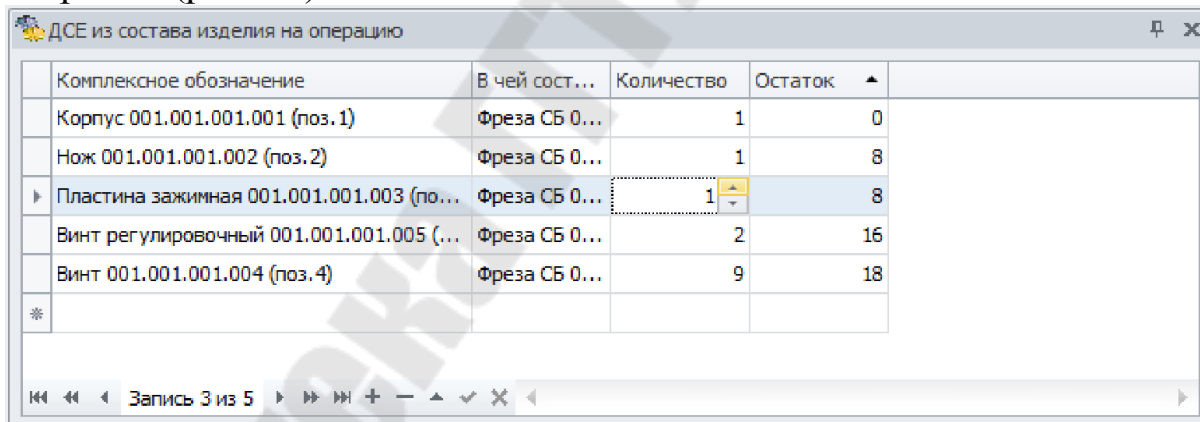 ДСЕ из состава изделия на операцию
Комплексное обозначение В чей сост... Количество Остаток
Корпус 001.001.001.001 (поз.1) Фреза СБ 0... 1 0
Нож 001.001.001.002 (поз.2) Фреза СБ 0... 1 8
Пластина зажимная 001.001.001.003 (по... Фреза СБ 0... 1 8
Винт регулировочный 001.001.001.005 (... Фреза СБ 0... 2 16
Винт 001.001.001.004 (поз.4) Фреза СБ 0... 9 18
Запись 3 из 5